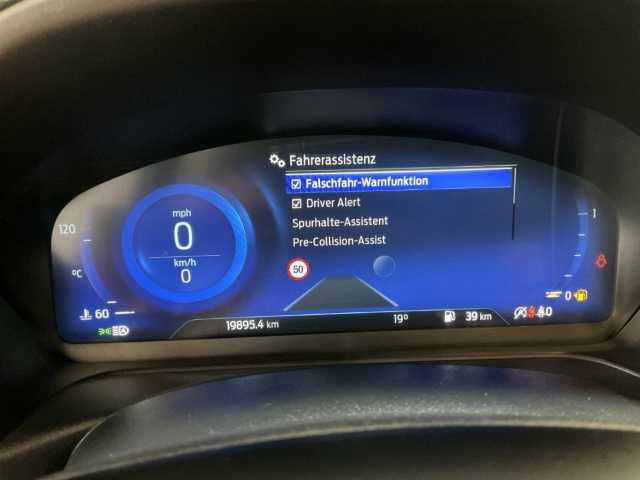 Fahrerassistenz
Falschfahr-Warnfunktion
Driver Alert
Spurhalte-Assistent
Pre-Collision-Assist
mph
0
km/h
0
120
°C
60
50
1
0
19895.4 km
19°
39 km
0